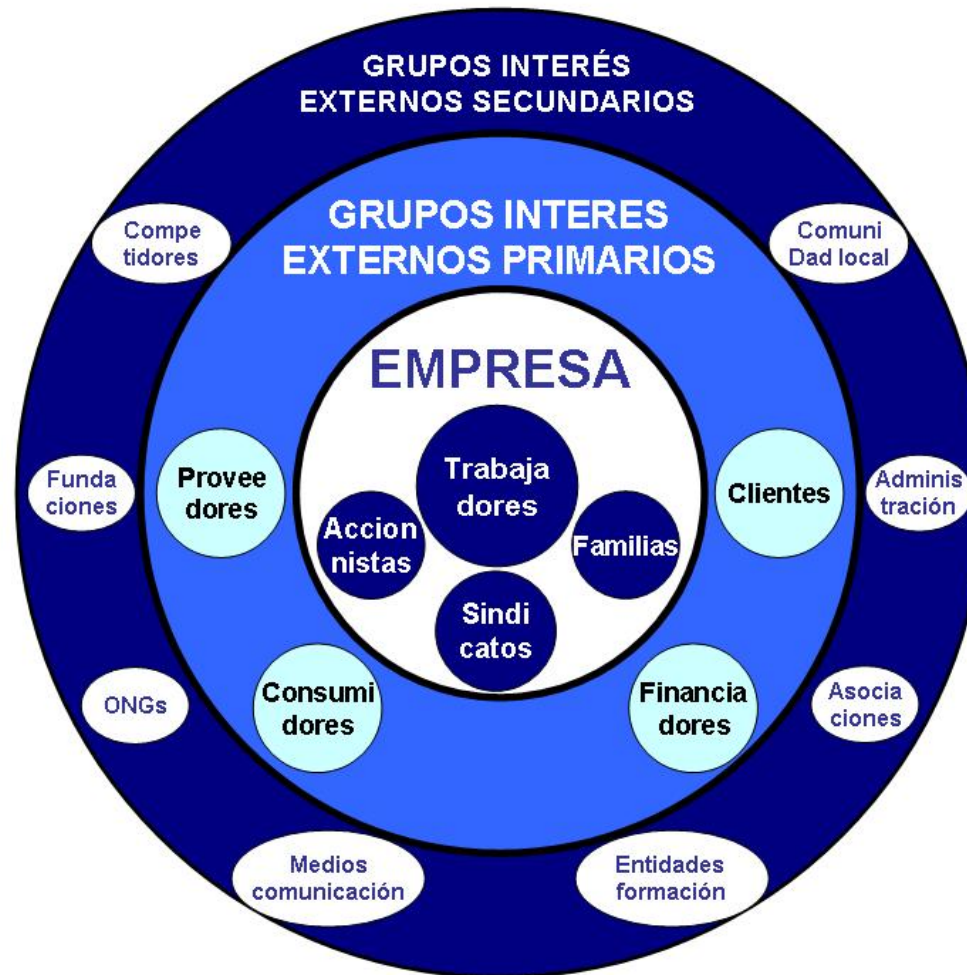 GRUPOS INTERÉS
EXTERNOS SECUNDARIOS
GRUPOS INTERES
EXTERNOS PRIMARIOS
Compe
tidores
Comuni
Dad local
EMPRESA
Trabaja
dores
Accion
nistas
Familias
Sindi
catos
Provee
dores
Clientes
Funda
ciones
Adminis
tración
Consumi
dores
Financia
dores
ONGs
Asocia
ciones
Medios
comunicación
Entidades
formación